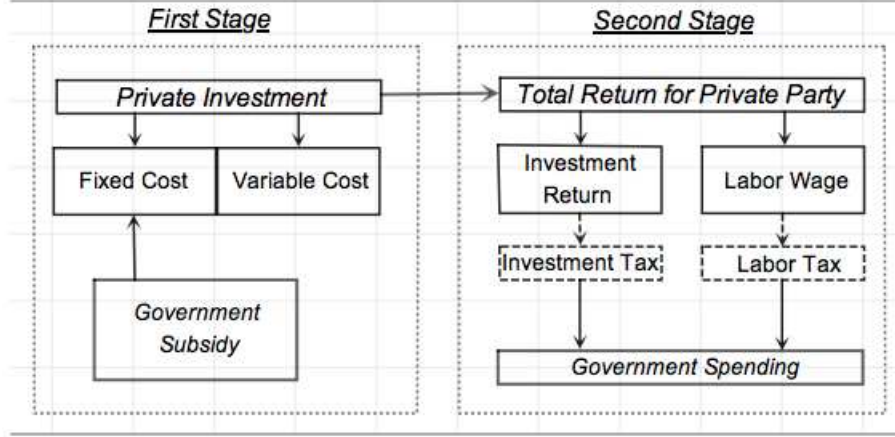 First Stage
Second Stage
Private Investment
Total Return for Private Party
Fixed Cost
Variable Cost
Investment
Return
Labor Wage
Investment Tax
Labor Tax
Government
Subsidy
Government Spending